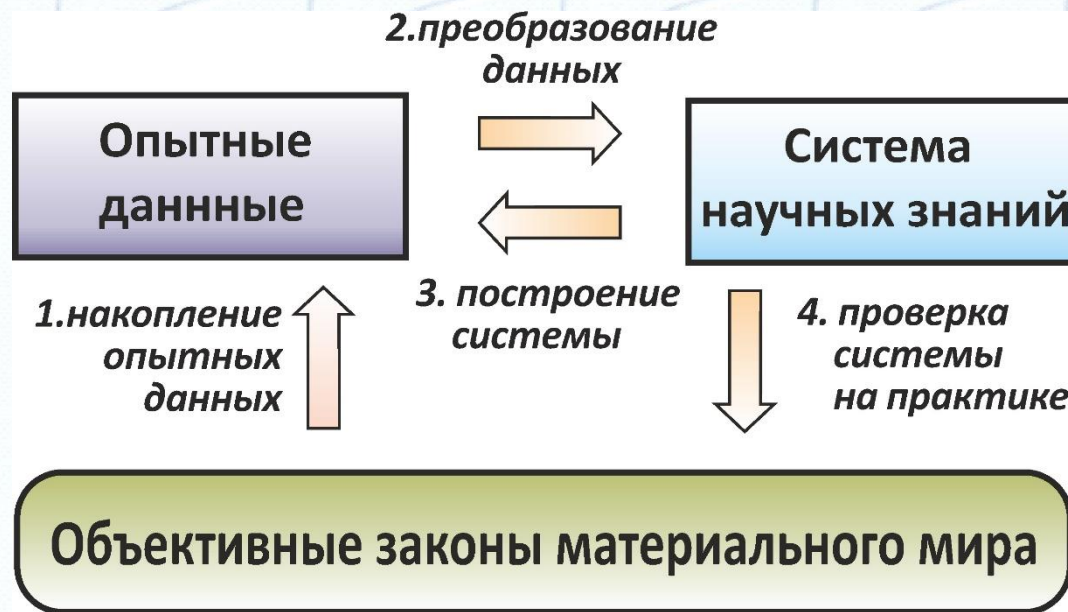 2.преобразование
данных
Опытные
даннные
Система
научных знаний
1.накопление
опытных
данных
3. построение
системы
4. проверка
системы
на практике
Объективные законы материального мира